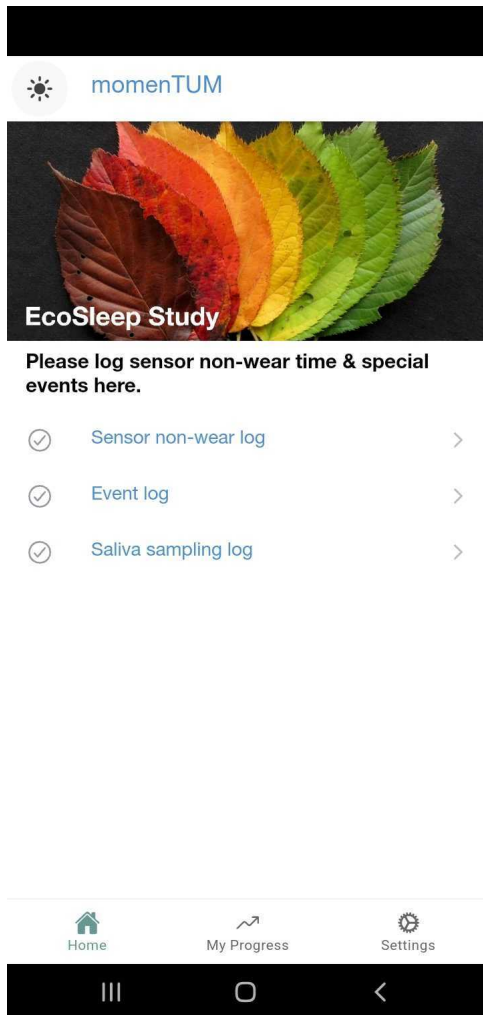 momenTUM
EcoSleep Study
Please log sensor non-wear time & special
events here.
Sensor non-wear log
Event log
Saliva sampling log
Home
My Progress
Settings